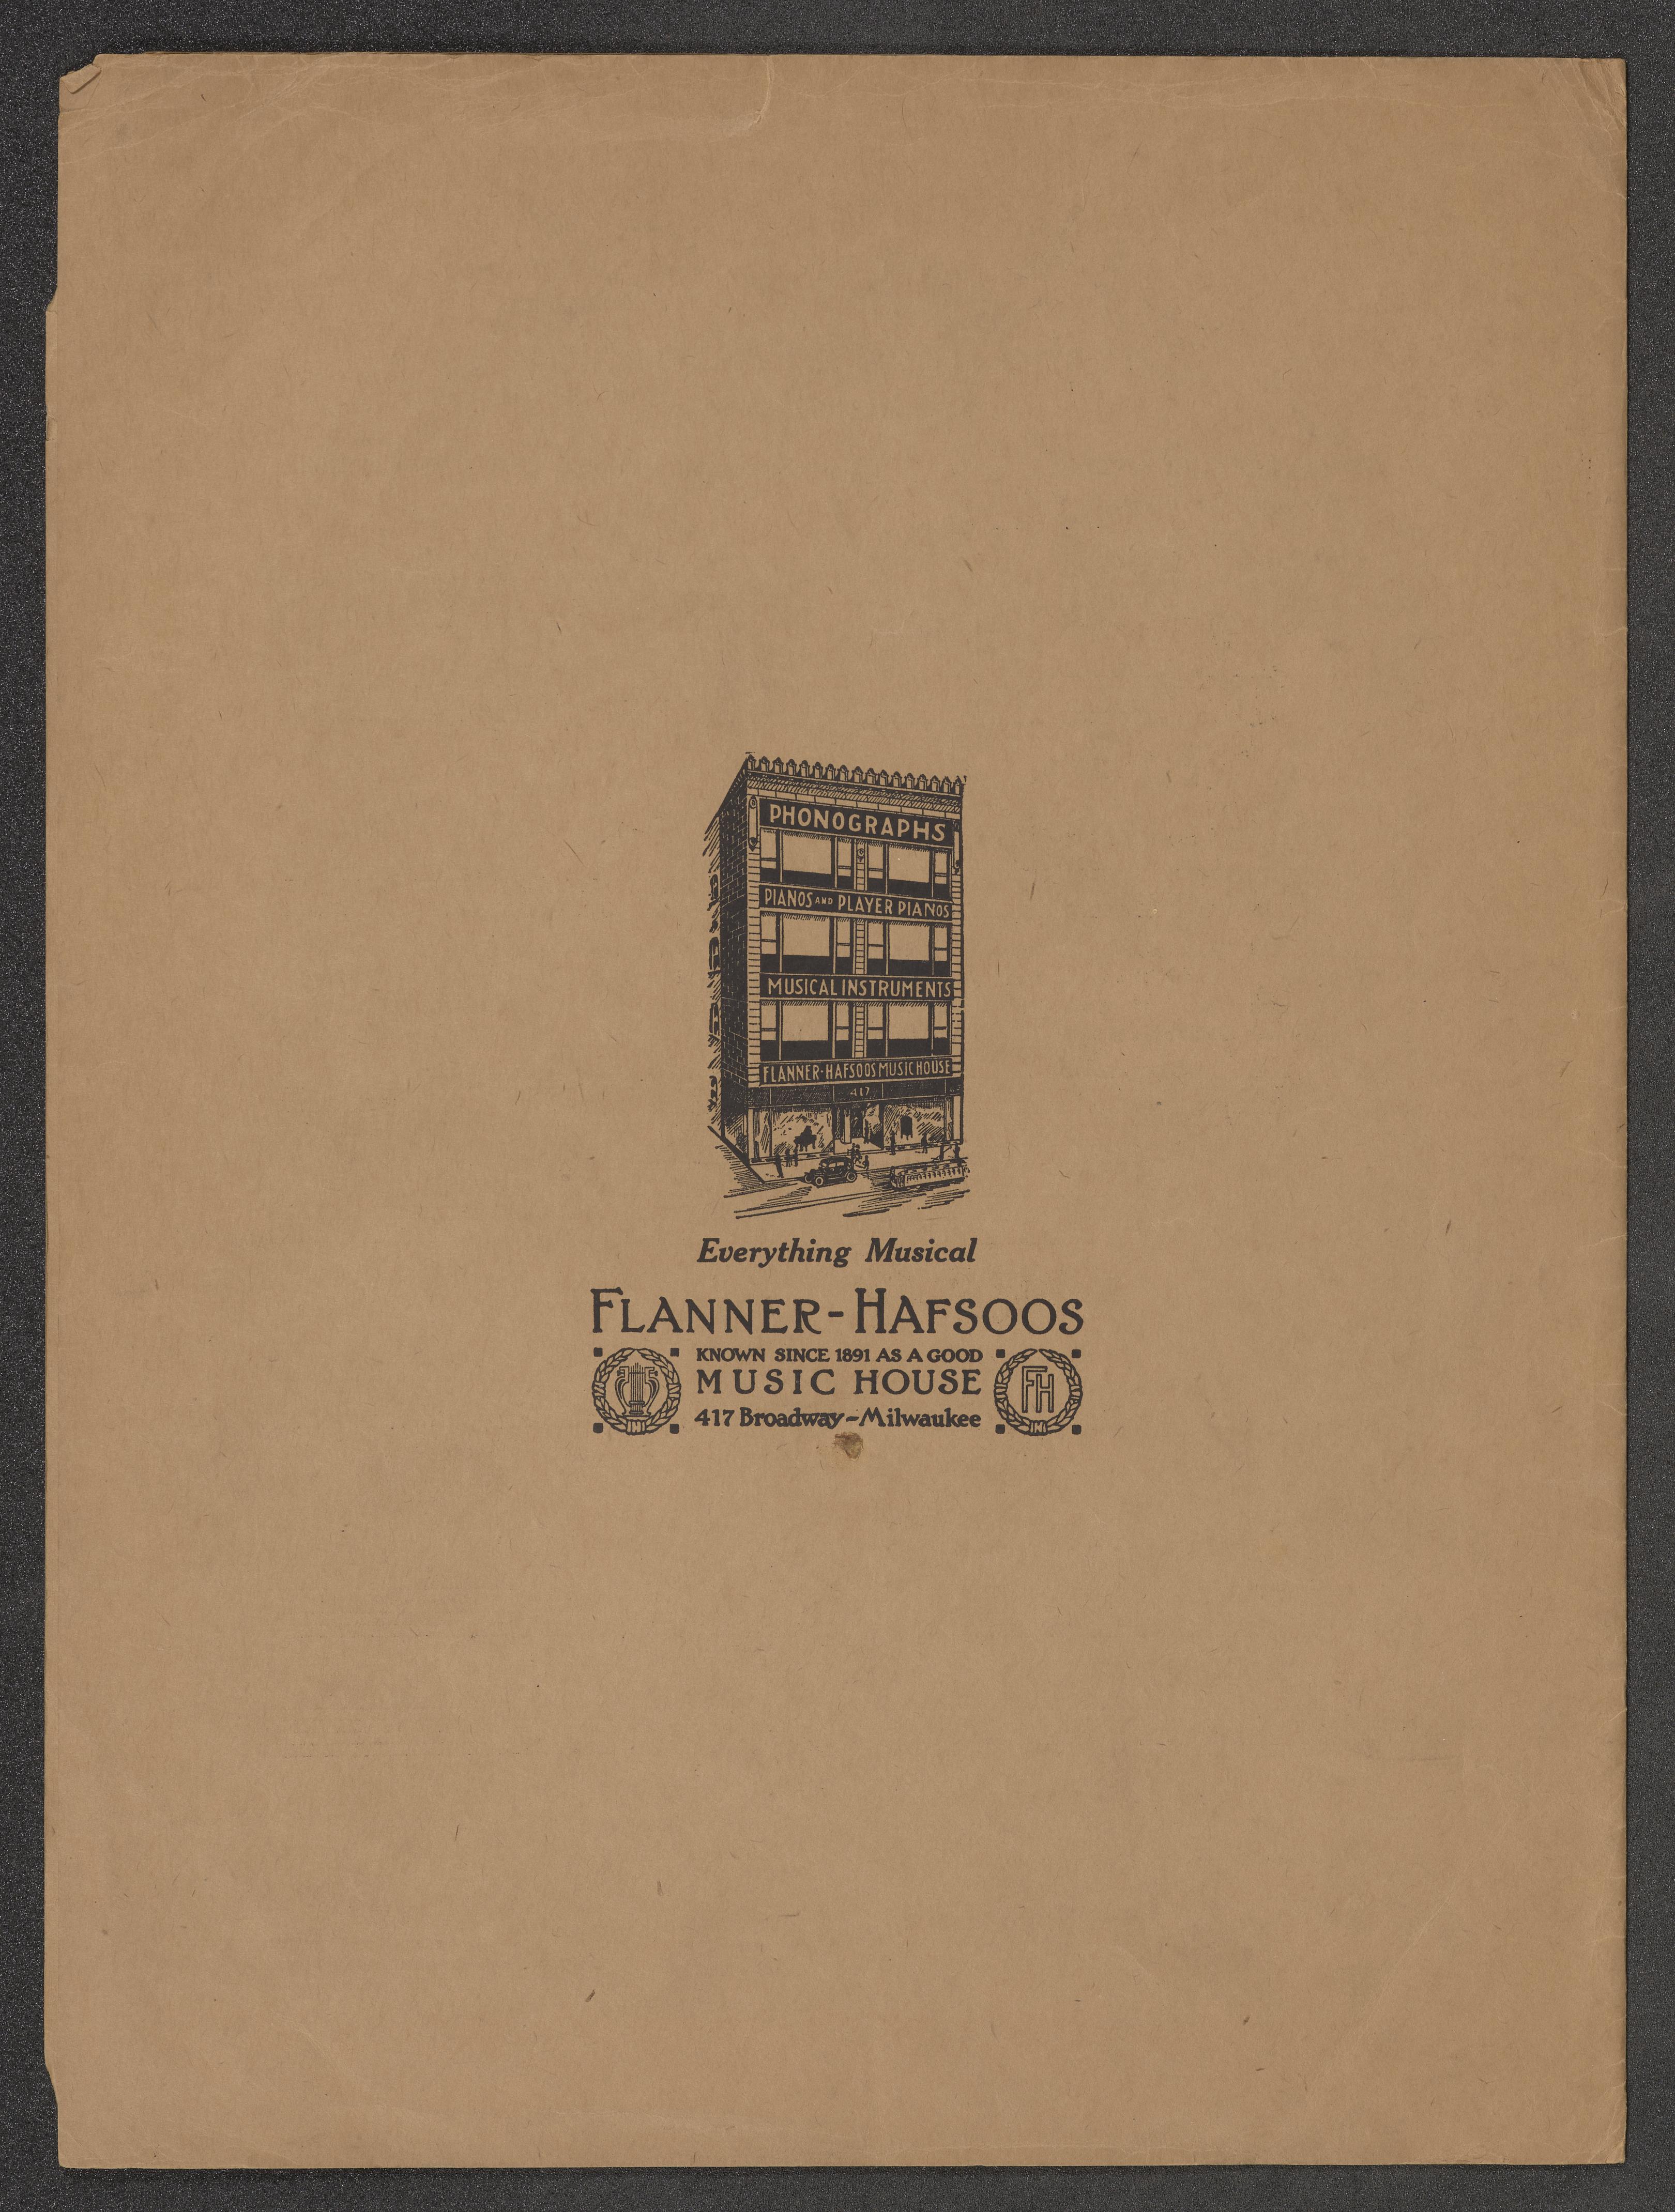 PHONOGRAPHS
PIANOS AND PLAYER PIANOS
MUSICAL INSTRUMENTS
FLANNER-HAFSOOS MUSIC HOUSE
417
Everything Musical
FLANNER-HAFSOOS
KNOWN SINCE 1891 AS A GOOD
MUSIC HOUSE
FH
417 Broadway-Milwaukee